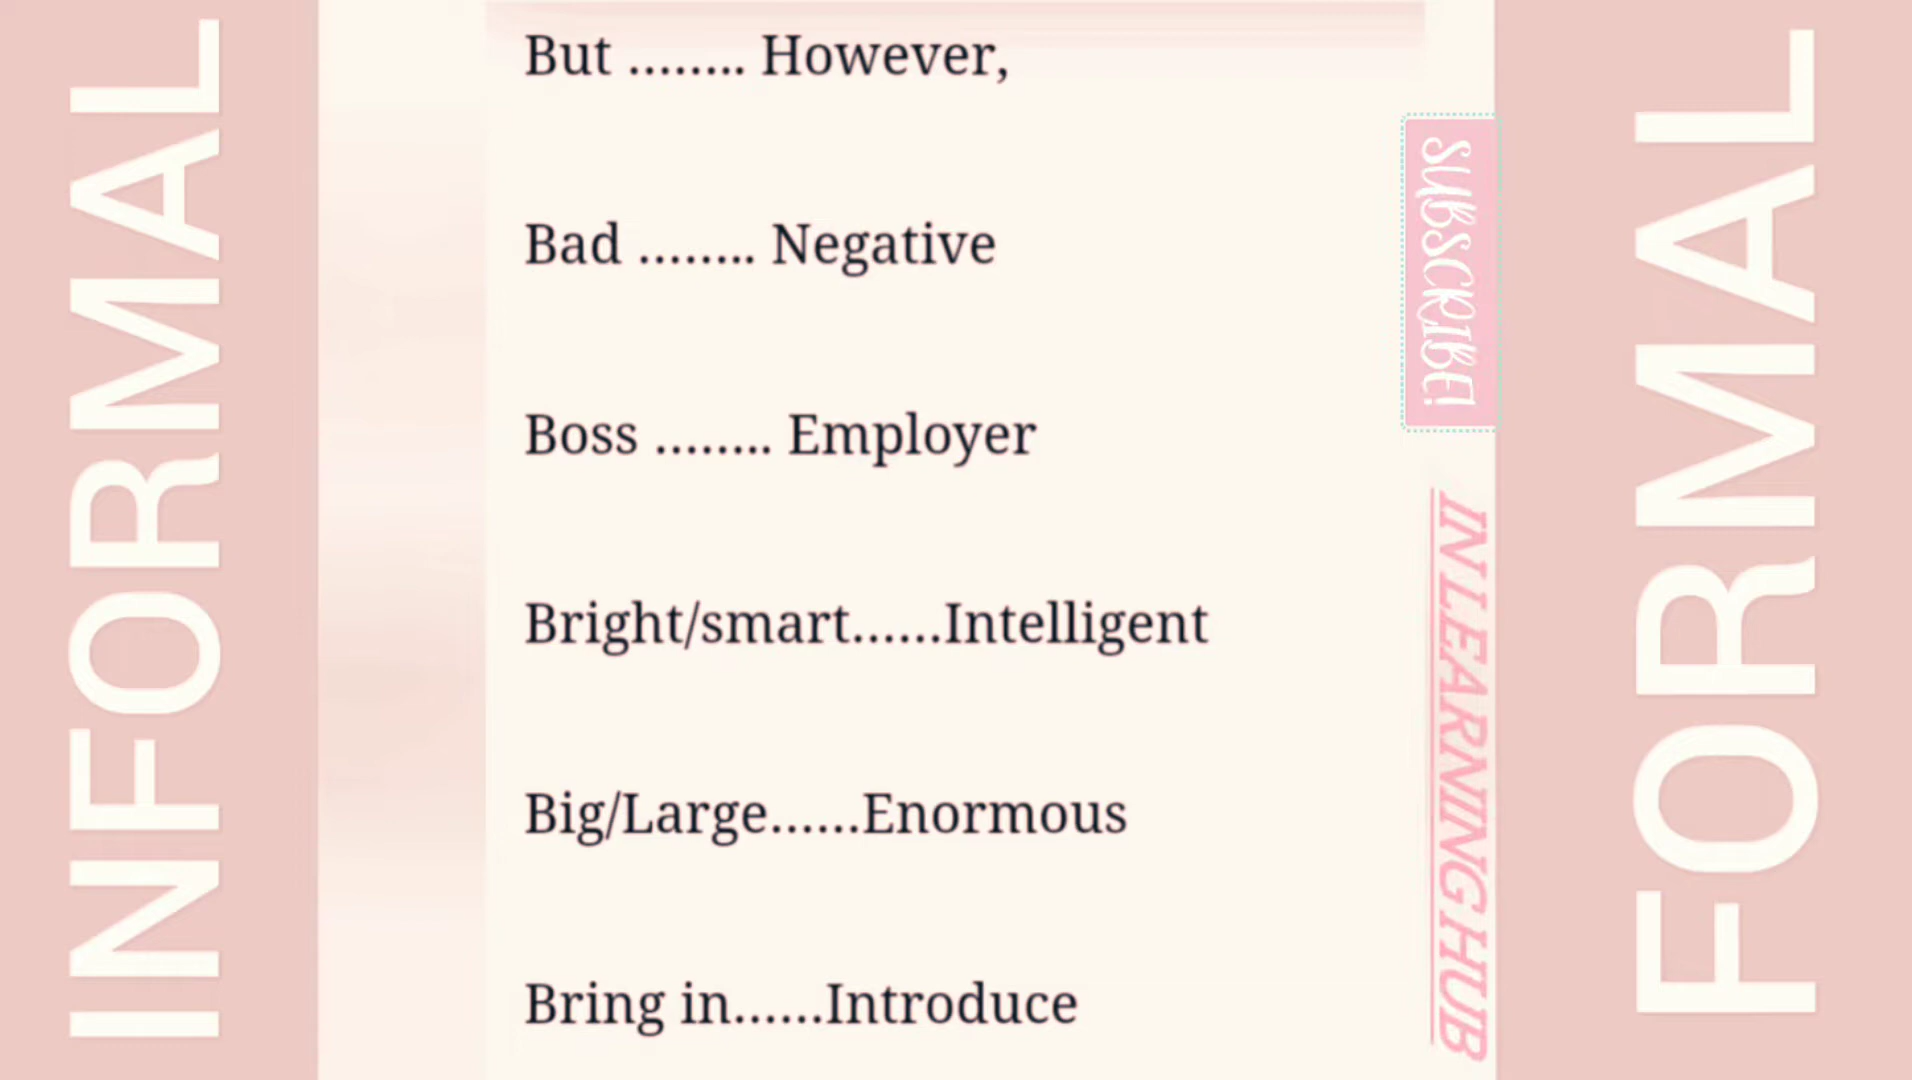 INFORMAL
But ........ However,
Bad ........ Negative
Boss ........ Employer
Bright/smart......Intelligent
Big/Large......Enormous
Bring in......Introduce
SUBSCRIBE!
IN LEARNING HUB
FORMAL